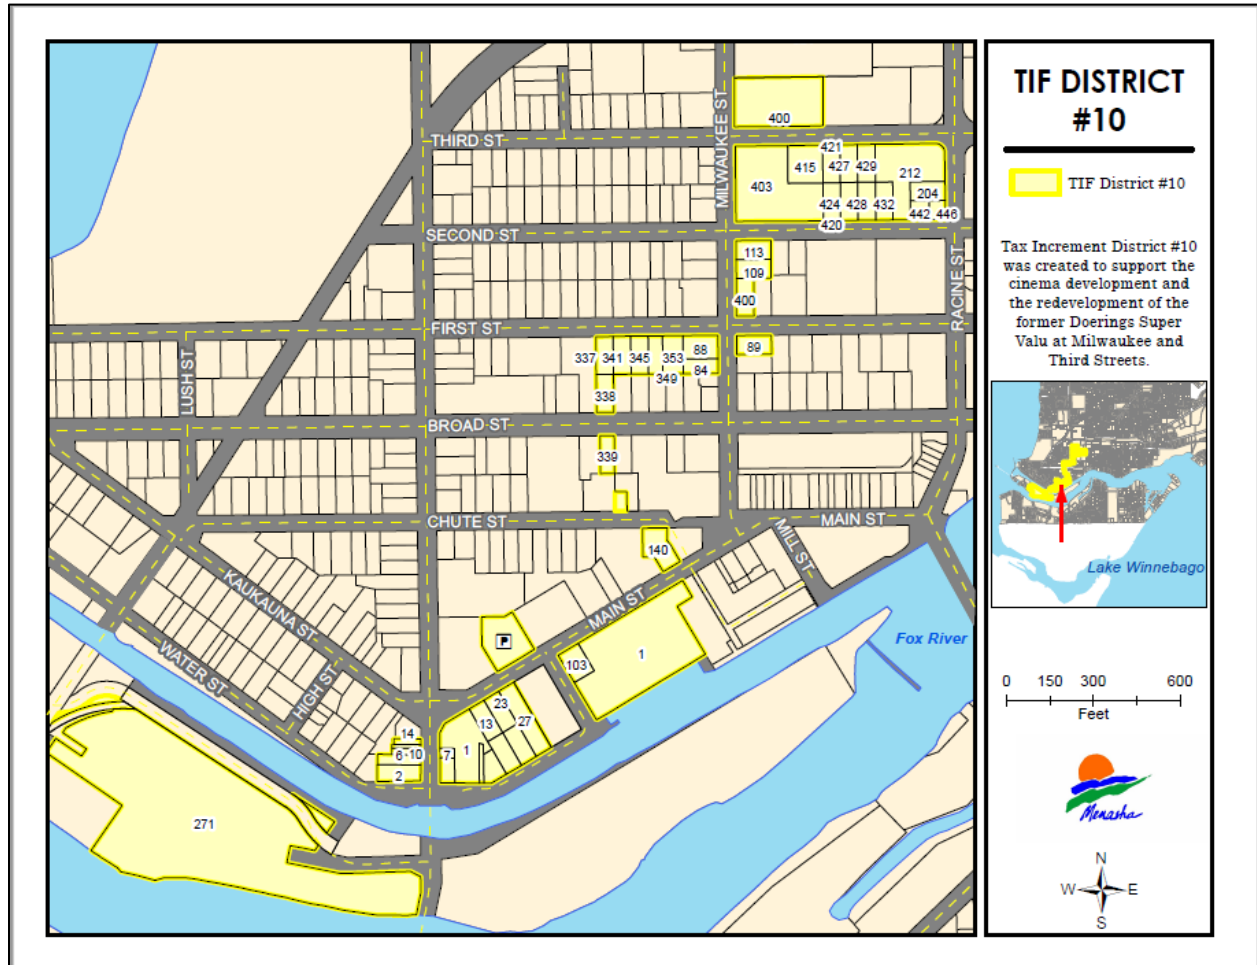 TIF DISTRICT
#10
TIF District #10
Tax Increment District #10
was created to support the
cinema development and
the redevelopment of the
former Doerings Super
Valu at Milwaukee and
Third Streets.
Lake Winnebago
0 150 300 600
Feet
Menasha
N
W E
S
MILWAUKEE ST
400
THIRD ST
421
415 427 429
212
403
204
424 428 432
442 446
420
SECOND ST
RACINE ST
113
109
400
FIRST ST
337 341 345 353 88
89
349 84
LUSH ST
338
BROAD ST
339
CHUTE ST
MAIN ST
MILL ST
140
KAUKAUNA ST
MAIN ST
P
Fox River
103 1
WATER ST
HIGH ST
23
13 27
14
6 10 7 1
2
271